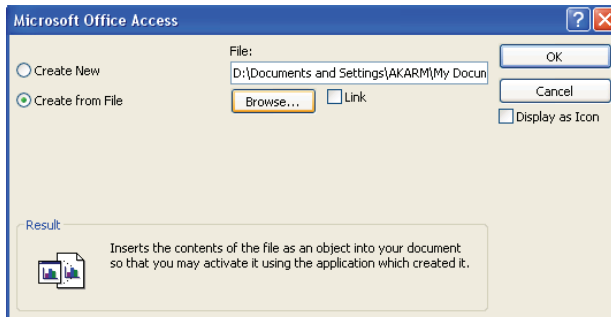 Microsoft Office Access
File:
OK
Create New
D:\Documents and Settings\AKARM\My Docun
Create from File
Browse...
Link
Cancel
Display as Icon
Result
Inserts the contents of the file as an object into your document
so that you may activate it using the application which created it.